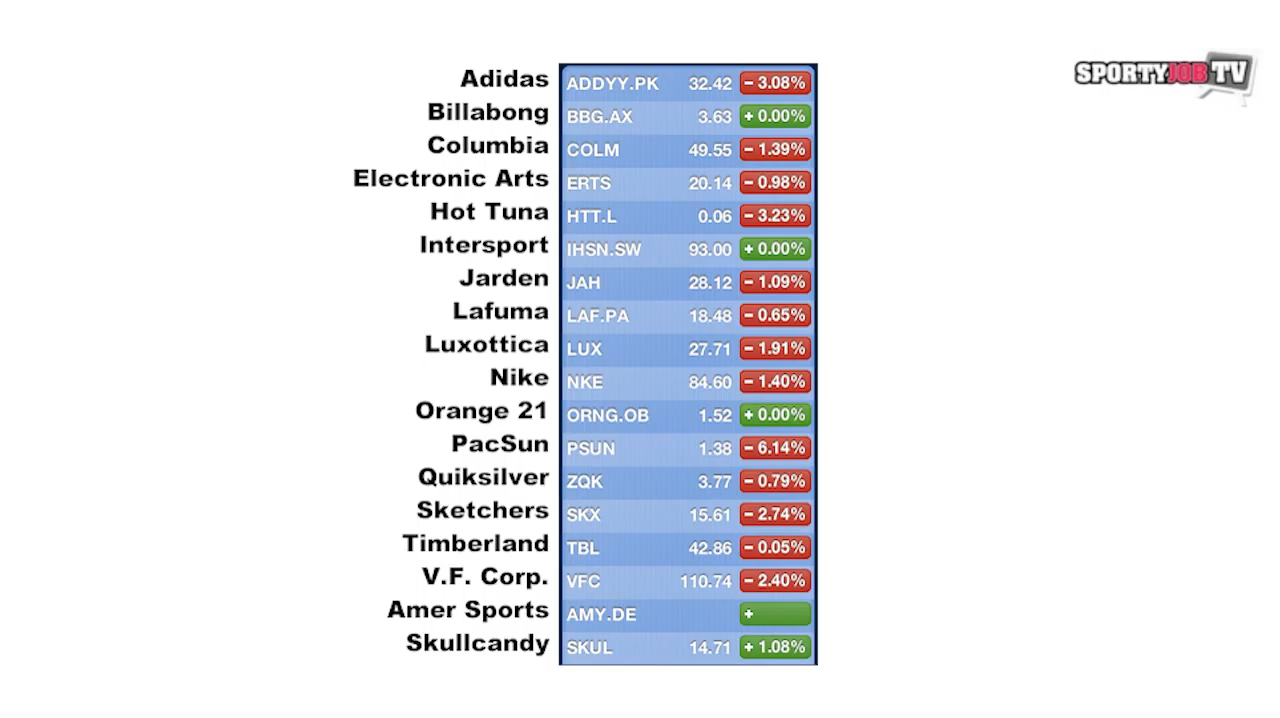 SPORTYJOB TV
Adidas ADDYY.PK 32.42 - 3.08%
Billabong BBG.AX 3.63 + 0.00%
Columbia COLM 49.55 - 1.39%
Electronic Arts ERTS 20.14 - 0.98%
Hot Tuna HTT.L 0.06 - 3.23%
Intersport IHSN.SW 93.00 + 0.00%
Jarden JAH 28.12 - 1.09%
Lafuma LAF.PA 18.48 - 0.65%
Luxottica LUX 27.71 - 1.91%
Nike NKE 84.60 - 1.40%
Orange 21 ORNG.OB 1.52 + 0.00%
PacSun PSUN 1.38 - 6.14%
Quiksilver ZQK 3.77 - 0.79%
Sketchers SKX 15.61 - 2.74%
Timberland TBL 42.86 - 0.05%
V.F. Corp. VFC 110.74 - 2.40%
Amer Sports AMY.DE +
Skullcandy SKUL 14.71 + 1.08%